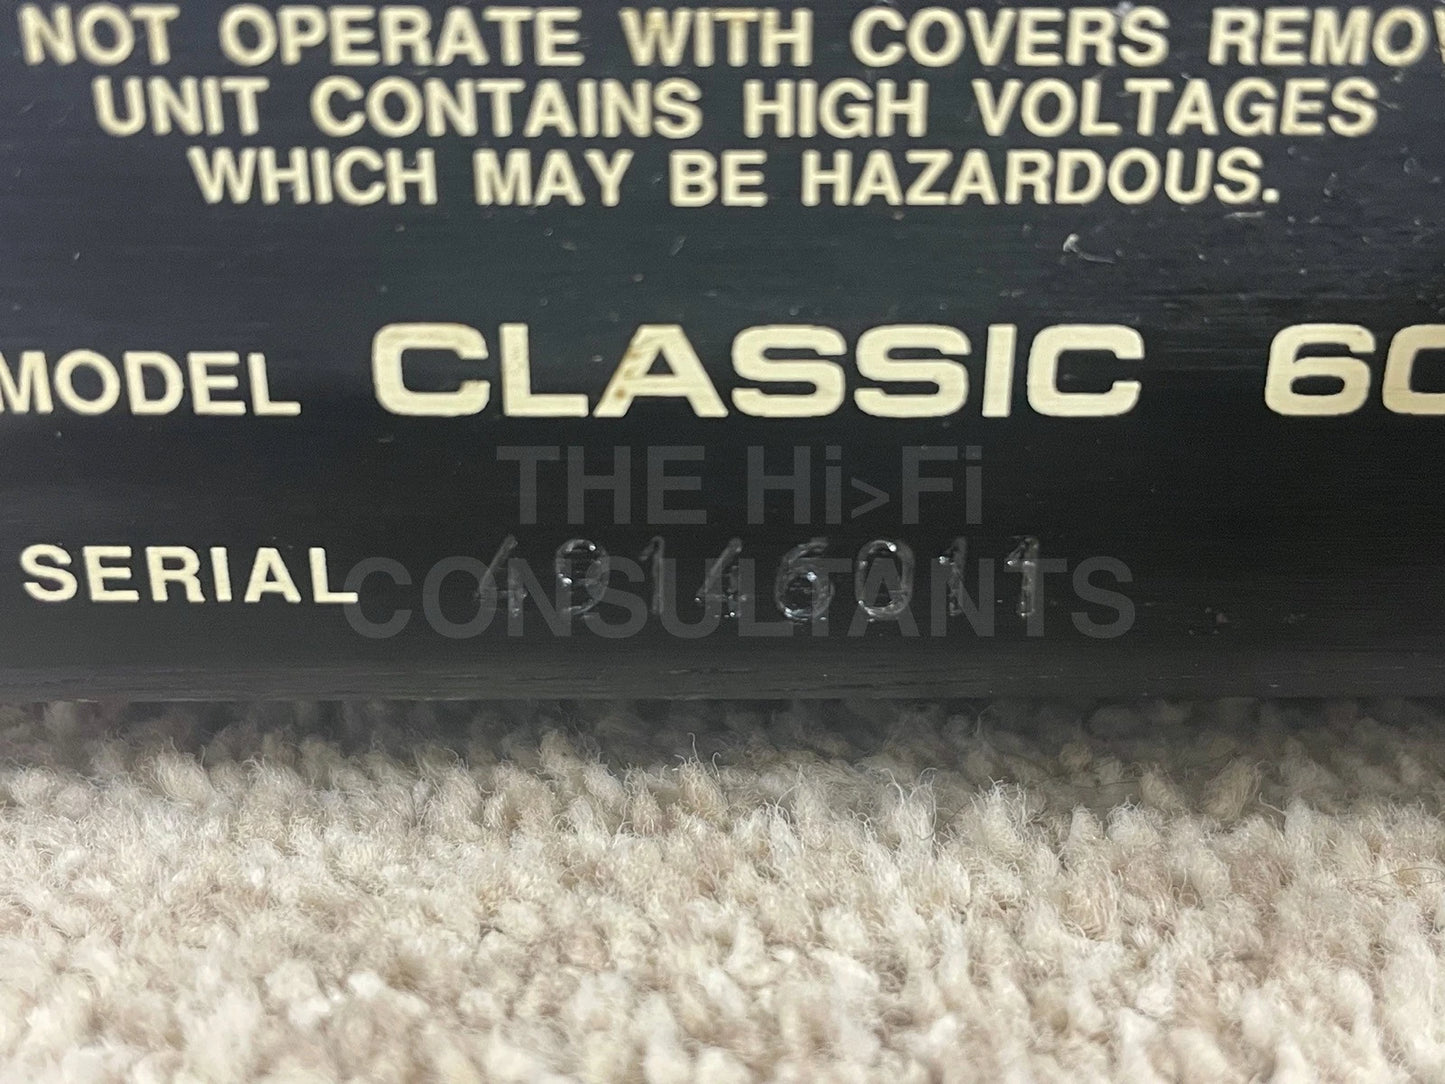 NOT OPERATE WITH COVERS REMOV
UNIT CONTAINS HIGH VOLTAGES
WHICH MAY BE HAZARDOUS.
MODEL CLASSIC 60
THE Hi>Fi
SERIAL
CONSULTANTS